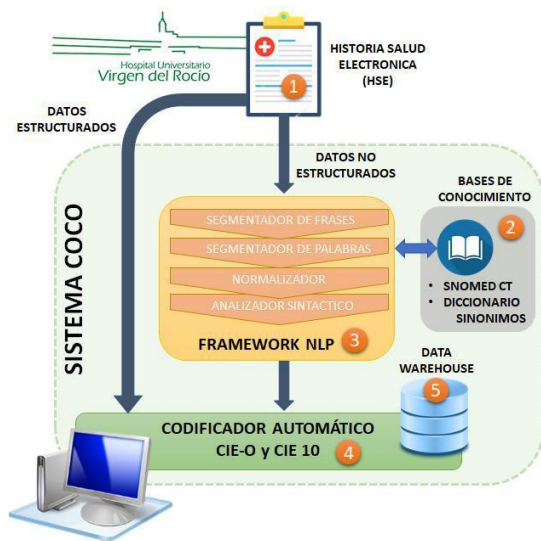 Hospital Universitario
Virgen del Rocío
1
HISTORIA SALUD
ELECTRONICA
(HSE)
DATOS
ESTRUCTURADOS
DATOS NO
ESTRUCTURADOS
SISTEMA COCO
SEGMENTADOR DE FRASES
SEGMENTADOR DE PALABRAS
NORMALIZADOR
ANALIZADOR SINTACTICO
FRAMEWORK NLP 3
BASES DE
CONOCIMIENTO
2
• SNOMED CT
• DICCIONARIO
SINONIMOS
DATA
WAREHOUSE
5
CODIFICADOR AUTOMÁTICO
CIE-O y CIE 10 4